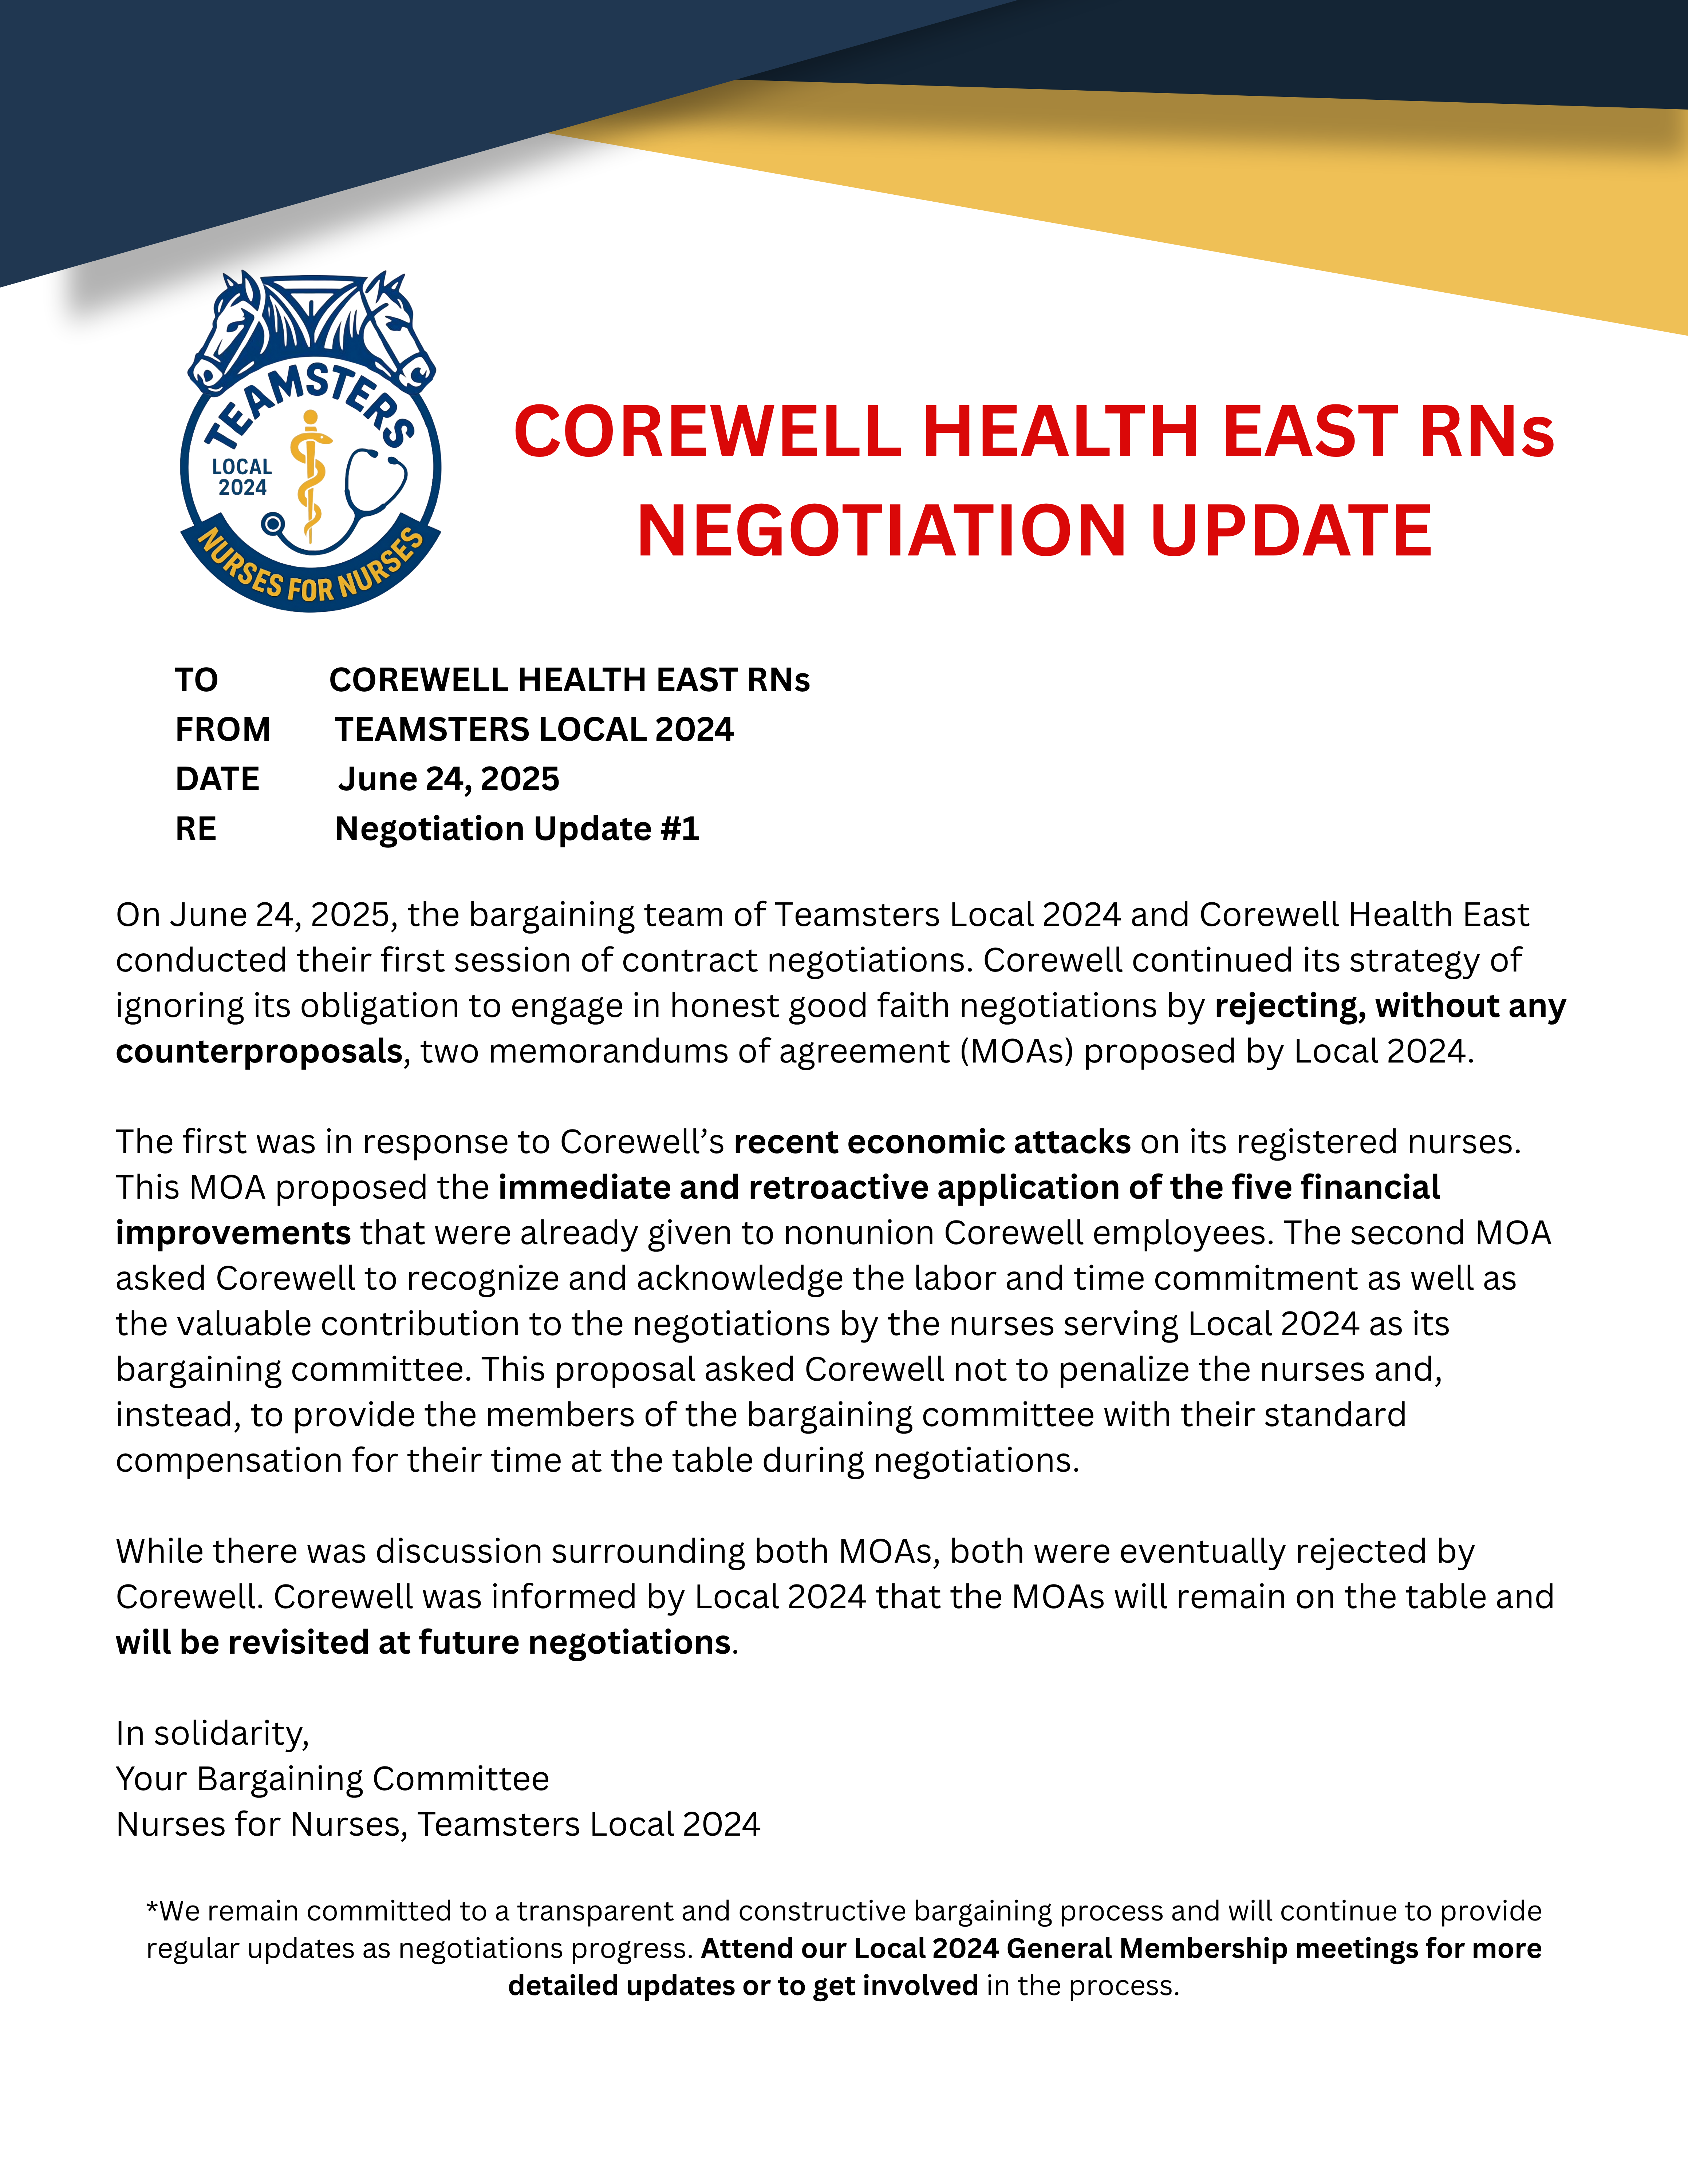 TEAMSTERS
LOCAL
2024
NURSES FOR NURSES
COREWELL HEALTH EAST RNs
NEGOTIATION UPDATE
TO COREWELL HEALTH EAST RNs
FROM TEAMSTERS LOCAL 2024
DATE June 24, 2025
RE Negotiation Update #1
On June 24, 2025, the bargaining team of Teamsters Local 2024 and Corewell Health East
conducted their first session of contract negotiations. Corewell continued its strategy of
ignoring its obligation to engage in honest good faith negotiations by rejecting, without any
counterproposals, two memorandums of agreement (MOAs) proposed by Local 2024.
The first was in response to Corewell’s recent economic attacks on its registered nurses.
This MOA proposed the immediate and retroactive application of the five financial
improvements that were already given to nonunion Corewell employees. The second MOA
asked Corewell to recognize and acknowledge the labor and time commitment as well as
the valuable contribution to the negotiations by the nurses serving Local 2024 as its
bargaining committee. This proposal asked Corewell not to penalize the nurses and,
instead, to provide the members of the bargaining committee with their standard
compensation for their time at the table during negotiations.
While there was discussion surrounding both MOAs, both were eventually rejected by
Corewell. Corewell was informed by Local 2024 that the MOAs will remain on the table and
will be revisited at future negotiations.
In solidarity,
Your Bargaining Committee
Nurses for Nurses, Teamsters Local 2024
*We remain committed to a transparent and constructive bargaining process and will continue to provide
regular updates as negotiations progress. Attend our Local 2024 General Membership meetings for more
detailed updates or to get involved in the process.